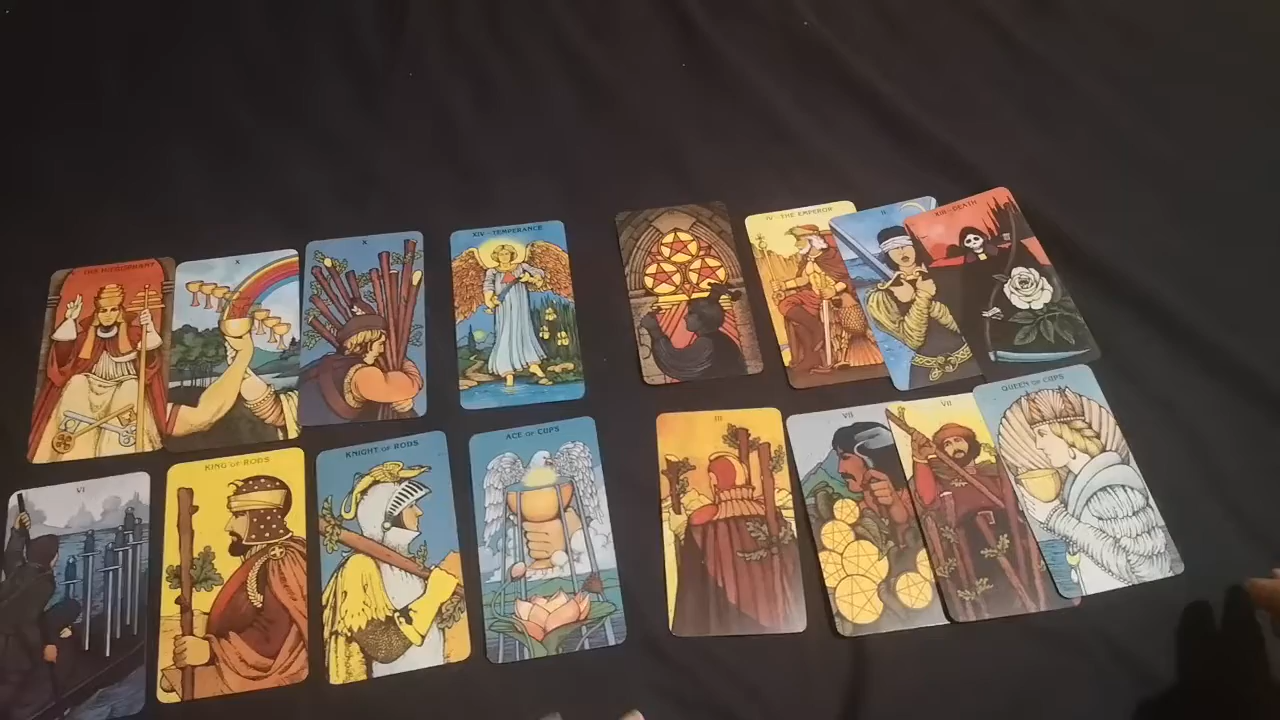 THE HIEROPHANT
X
X
XIV - TEMPERANCE
IV - THE EMPEROR
II
XIII - DEATH
VI
KING OF RODS
KNIGHT OF RODS
ACE OF CUPS
III
VII
VII
QUEEN OF CUPS